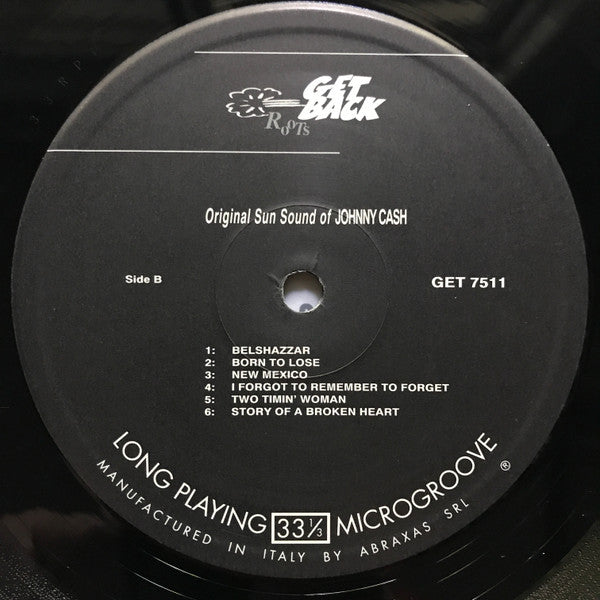 GET
BACK
ROOTS
Original Sun Sound of JOHNNY CASH
Side B
GET 7511
1: BELSHAZZAR
2: BORN TO LOSE
3: NEW MEXICO
4: I FORGOT TO REMEMBER TO FORGET
5: TWO TIMIN' WOMAN
6: STORY OF A BROKEN HEART
LONG PLAYING 33 1/3 MICROGROOVE ®
MANUFACTURED IN ITALY BY ABRAXAS SRL